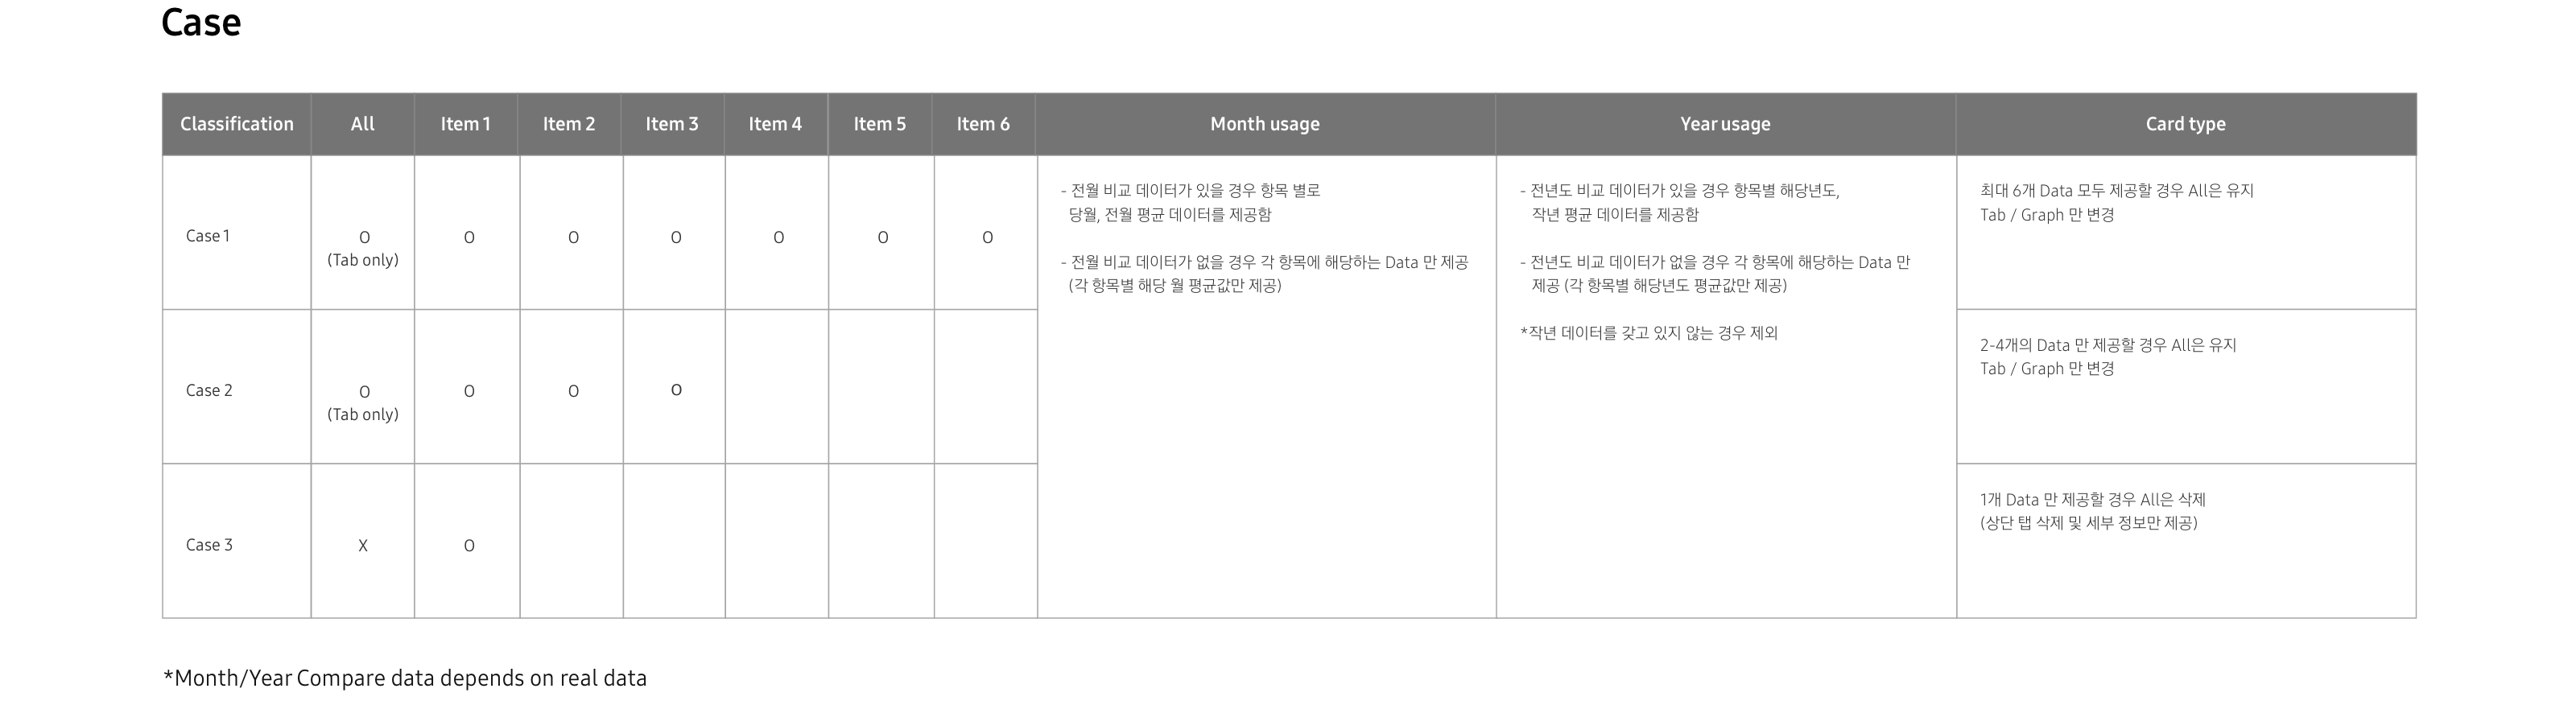 Case
Classification All Item 1 Item 2 Item 3 Item 4 Item 5 Item 6 Month usage Year usage Card type
Case 1
O
(Tab only)
O O O O O O
- 전월 비교 데이터가 있을 경우 항목 별로
당월, 전월 평균 데이터를 제공함
- 전월 비교 데이터가 없을 경우 각 항목에 해당하는 Data 만 제공
(각 항목별 해당 월 평균값만 제공)
- 전년도 비교 데이터가 있을 경우 항목별 해당년도,
작년 평균 데이터를 제공함
- 전년도 비교 데이터가 없을 경우 각 항목에 해당하는 Data 만
제공 (각 항목별 해당년도 평균값만 제공)
*작년 데이터를 갖고 있지 않는 경우 제외
최대 6개 Data 모두 제공할 경우 All은 유지
Tab / Graph 만 변경
Case 2
O
(Tab only)
O O O
2-4개의 Data 만 제공할 경우 All은 유지
Tab / Graph 만 변경
Case 3
X O
1개 Data 만 제공할 경우 All은 삭제
(상단 탭 삭제 및 세부 정보만 제공)
*Month/Year Compare data depends on real data